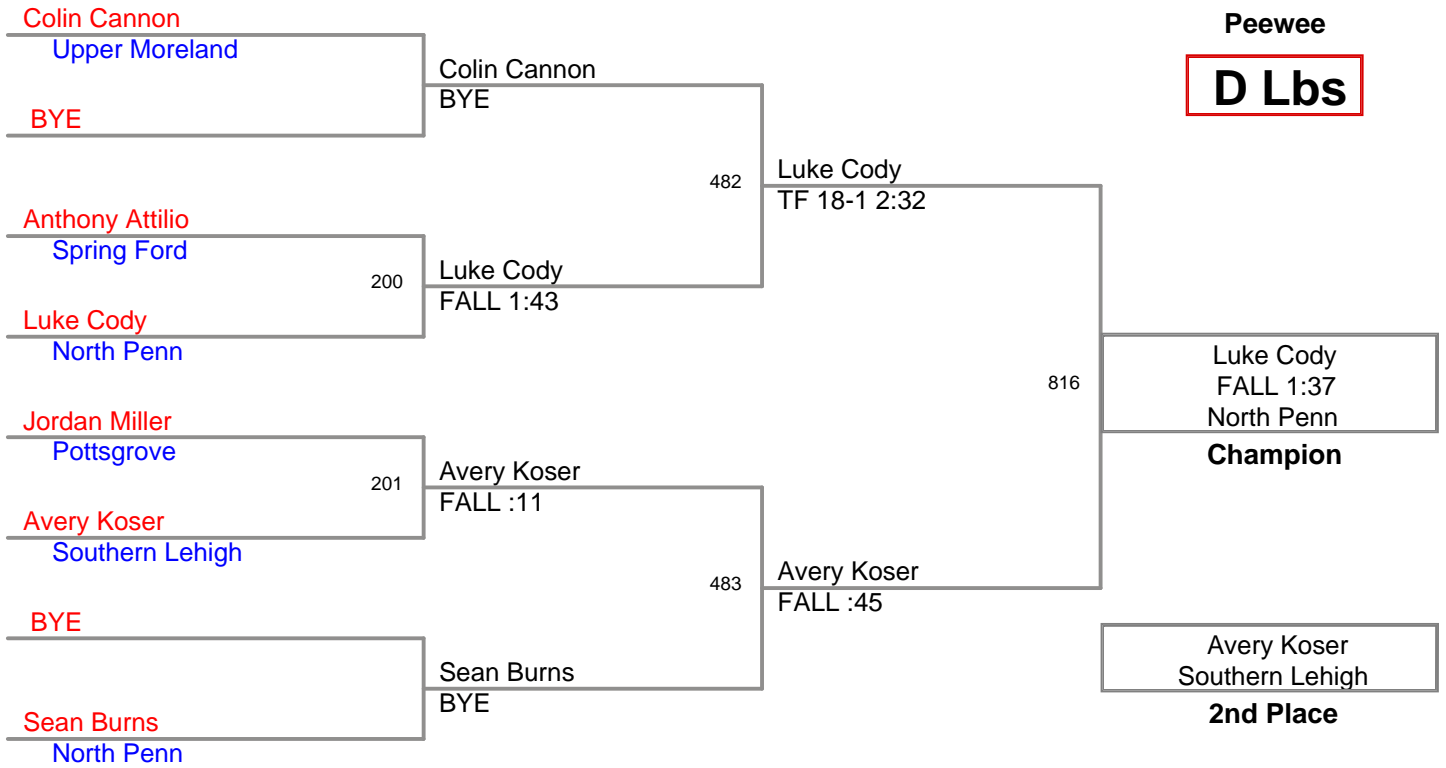 Colin Cannon
Upper Moreland
BYE
Anthony Attilio
Spring Ford
Luke Cody
North Penn
Jordan Miller
Pottsgrove
Avery Koser
Southern Lehigh
BYE
Sean Burns
North Penn
Colin Cannon
BYE
200
Luke Cody
FALL 1:43
201
Avery Koser
FALL :11
Sean Burns
BYE
482
Luke Cody
TF 18-1 2:32
483
Avery Koser
FALL :45
816
Peewee
D Lbs
Luke Cody
FALL 1:37
North Penn
Champion
Avery Koser
Southern Lehigh
2nd Place